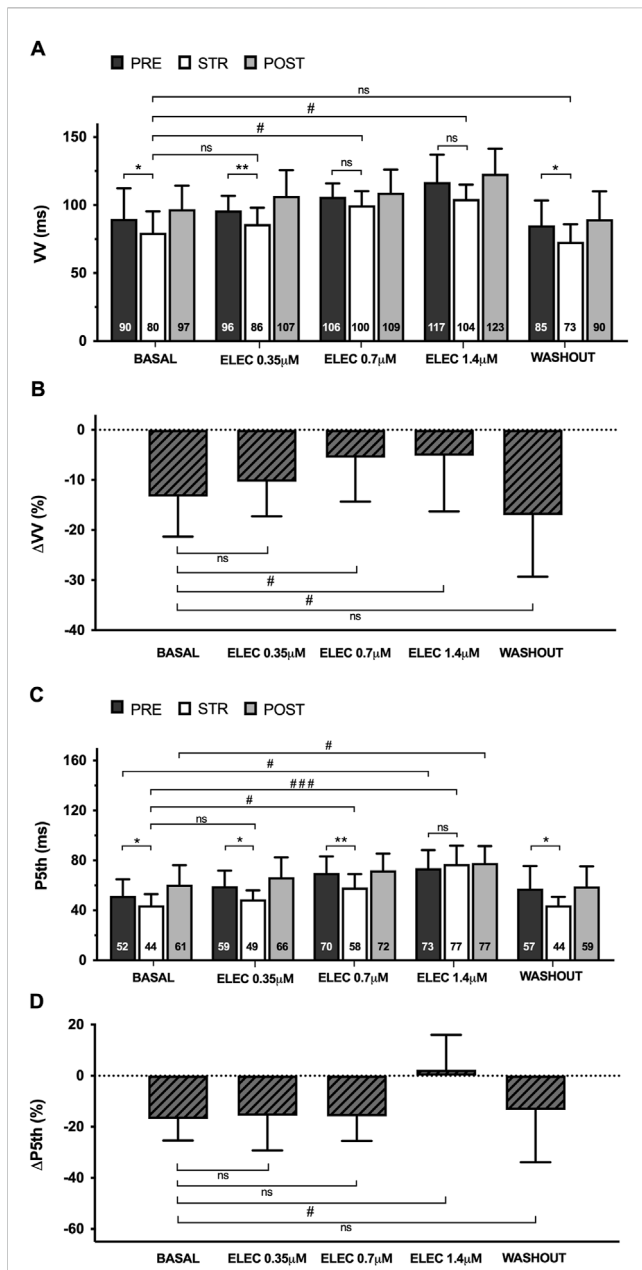 A
PRE STR POST
ns
#
#
ns ns
* ** ns *
150
100
50
0
VV (ms)
90 80 97 96 86 107 106 100 109 117 104 123 85 73 90
BASAL ELEC 0.35μM ELEC 0.7μM ELEC 1.4μM WASHOUT
B
0
-10
-20
-30
-40
ΔVV (%)
ns
#
#
ns
BASAL ELEC 0.35μM ELEC 0.7μM ELEC 1.4μM WASHOUT
C
PRE STR POST
#
#
###
#
ns
* * ** ns *
160
120
80
40
0
P5th (ms)
52 44 61 59 49 66 70 58 72 73 77 77 57 44 59
BASAL ELEC 0.35μM ELEC 0.7μM ELEC 1.4μM WASHOUT
D
20
0
-20
-40
-60
ΔP5th (%)
ns
ns
#
ns
BASAL ELEC 0.35μM ELEC 0.7μM ELEC 1.4μM WASHOUT